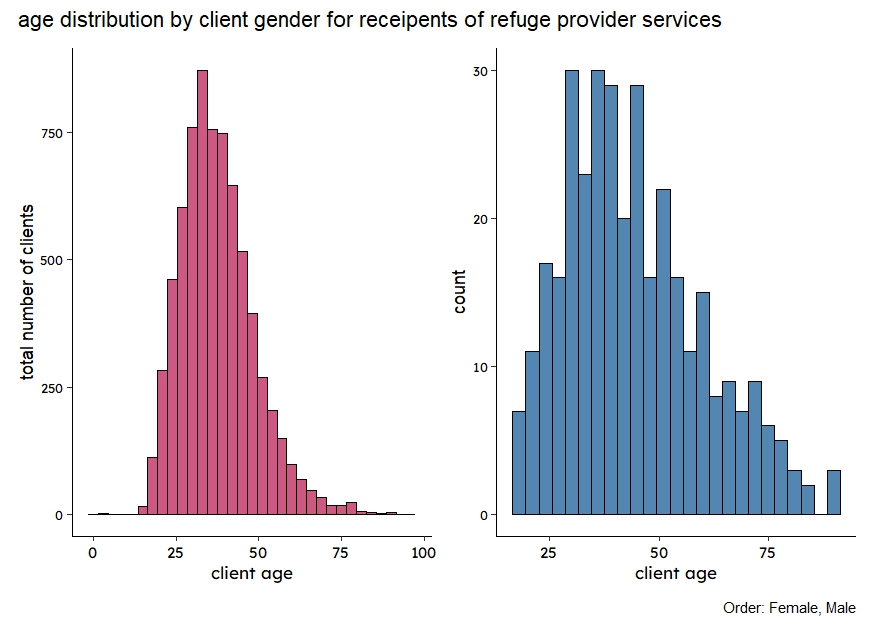 age distribution by client gender for receipents of refuge provider services
total number of clients
750
500
250
0
0
25
50
75
100
client age
count
30
20
10
0
25
50
75
client age
Order: Female, Male